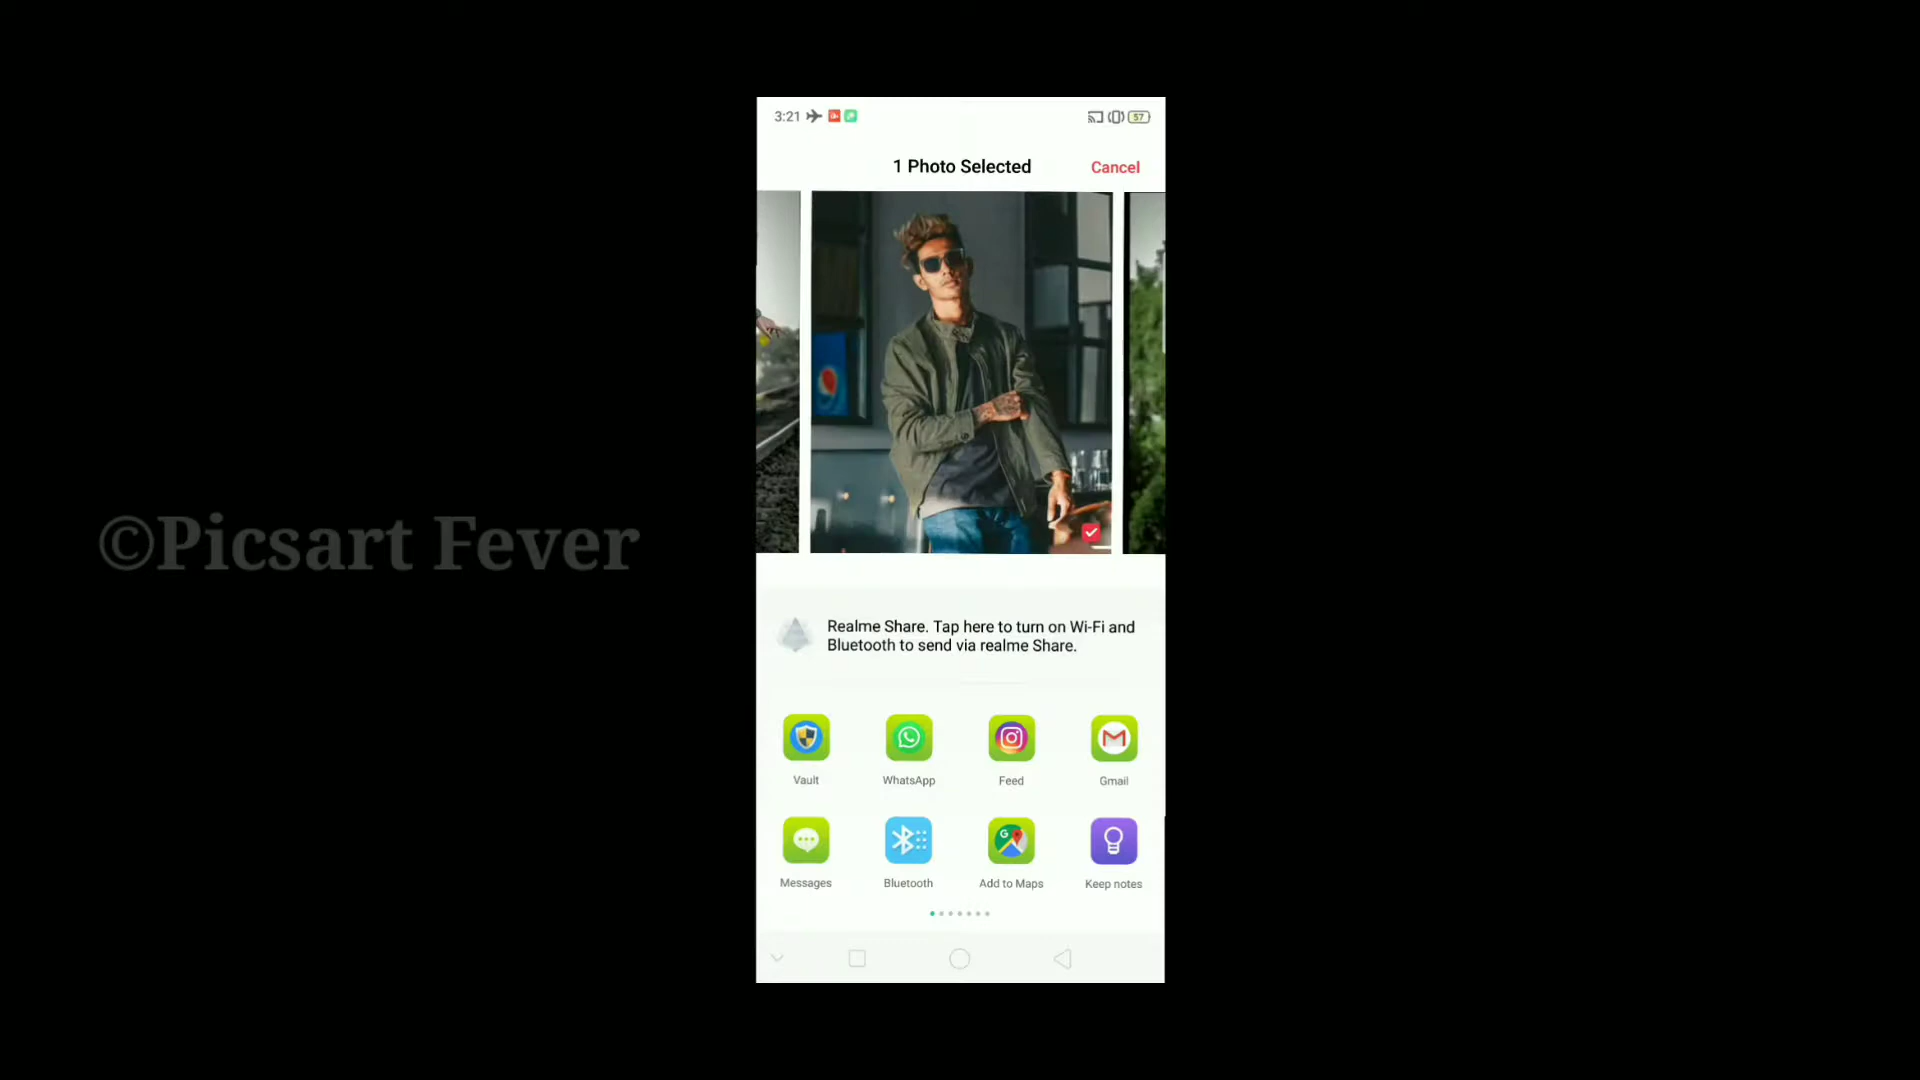 3:21
57
1 Photo Selected
Cancel
©Picsart Fever
Realme Share. Tap here to turn on Wi-Fi and
Bluetooth to send via realme Share.
Vault
WhatsApp
Feed
Gmail
Messages
Bluetooth
Add to Maps
Keep notes